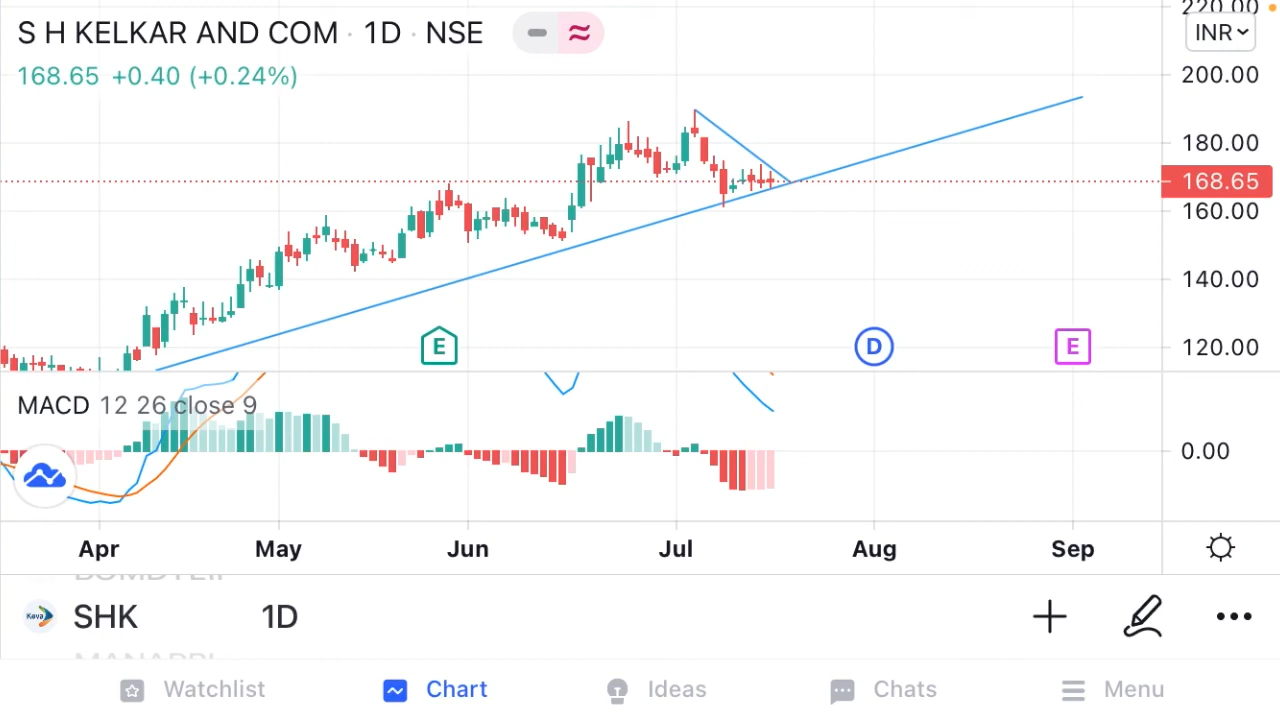 220.00
S H KELKAR AND COM · 1D · NSE
INR
168.65 +0.40 (+0.24%)
200.00
180.00
168.65
160.00
140.00
E
D
E
120.00
MACD 12 26 close 9
0.00
Apr May Jun Jul Aug Sep
Keva SHK 1D
Watchlist Chart Ideas Chats Menu